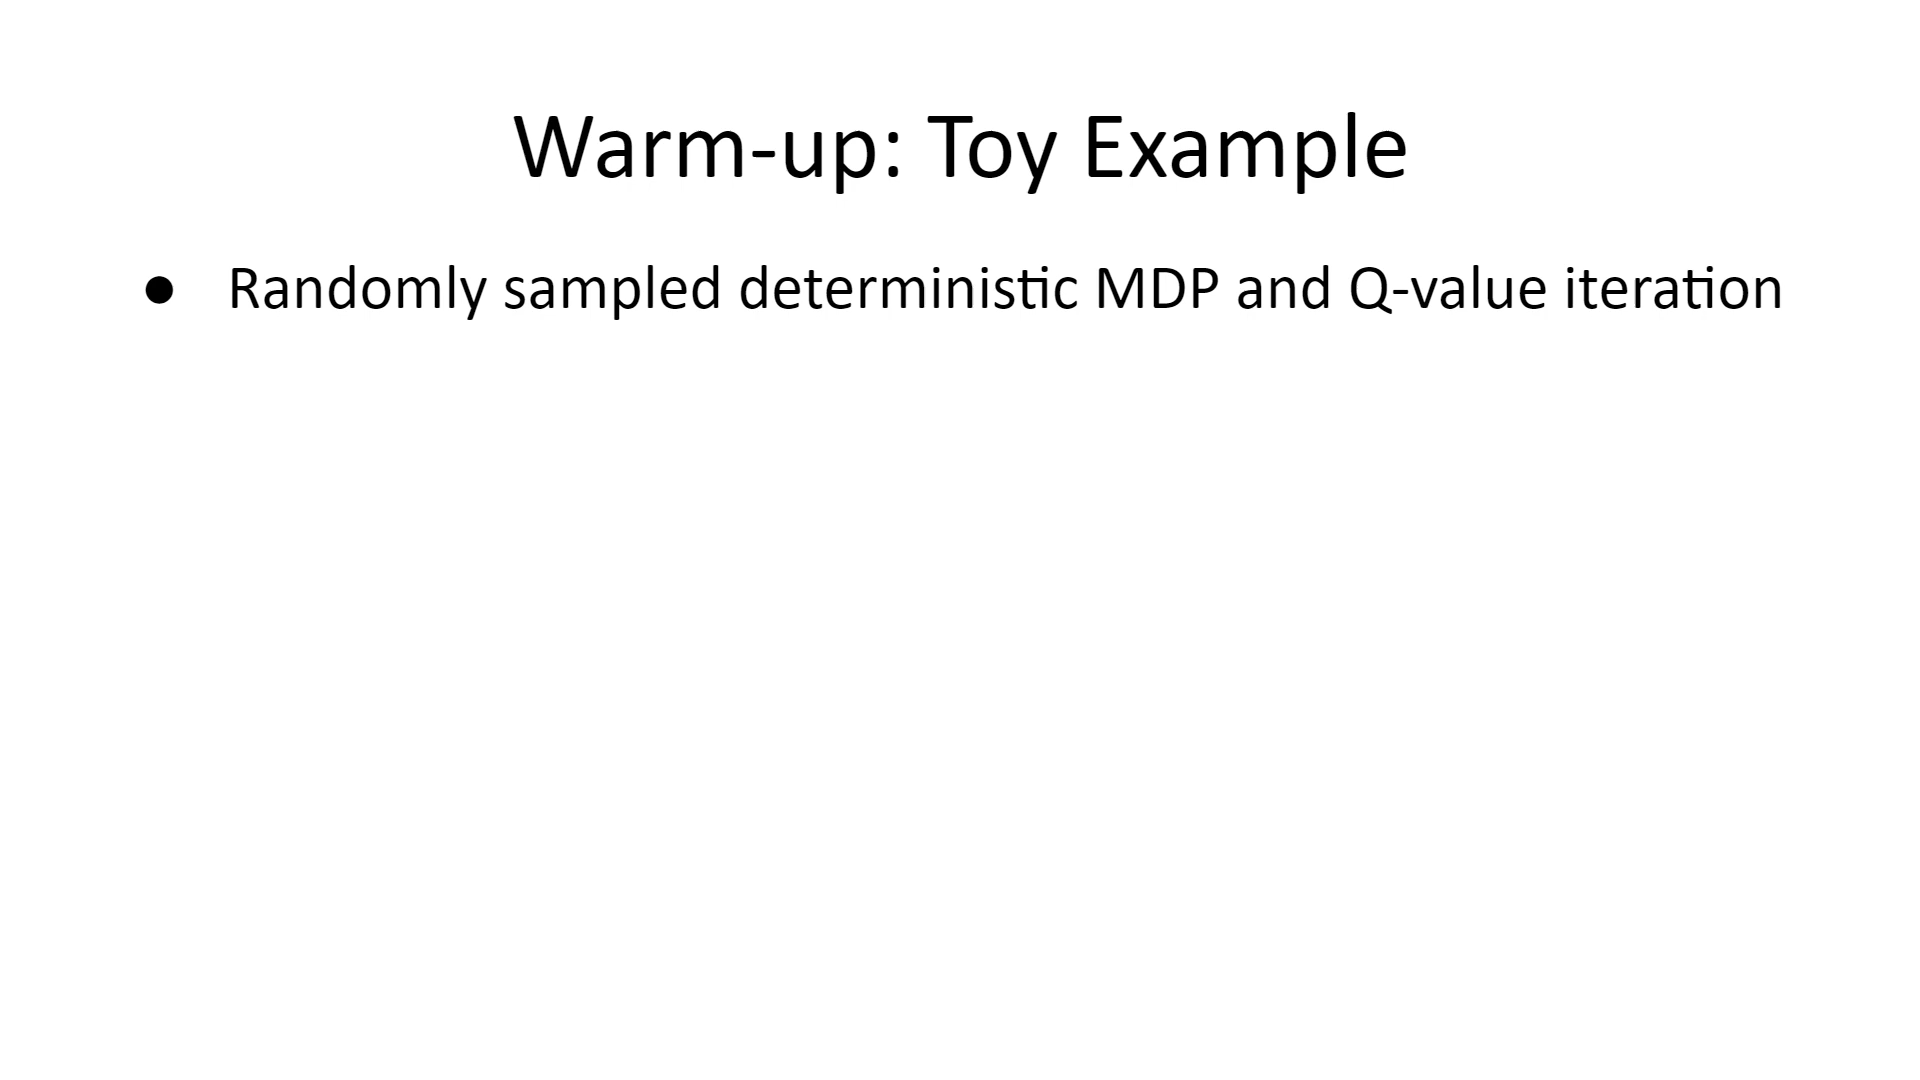 Warm-up: Toy Example
● Randomly sampled deterministic MDP and Q-value iteration